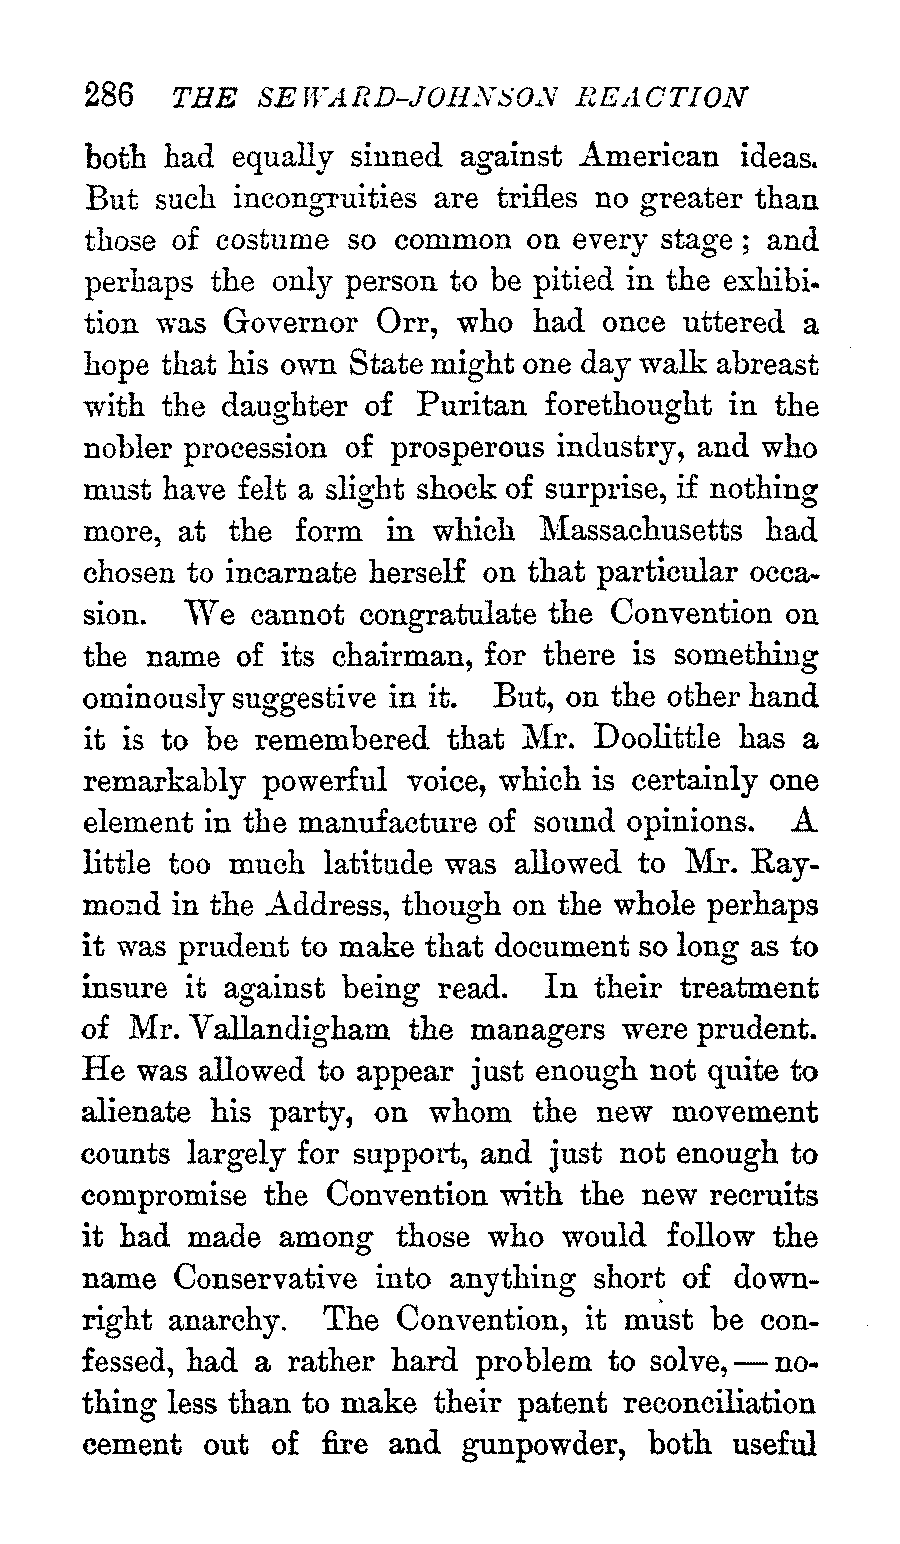 286 THE SEWARD-JOHNSON REACTION
both had equally sinned against American ideas.
But such incongruities are trifles no greater than
those of costume so common on every stage; and
perhaps the only person to be pitied in the exhibi-
tion was Governor Orr, who had once uttered a
hope that his own State might one day walk abreast
with the daughter of Puritan forethought in the
nobler procession of prosperous industry, and who
must have felt a slight shock of surprise, if nothing
more, at the form in which Massachusetts had
chosen to incarnate herself on that particular occa-
sion. We cannot congratulate the Convention on
the name of its chairman, for there is something
ominously suggestive in it. But, on the other hand
it is to be remembered that Mr. Doolittle has a
remarkably powerful voice, which is certainly one
element in the manufacture of sound opinions. A
little too much latitude was allowed to Mr. Ray-
mond in the Address, though on the whole perhaps
it was prudent to make that document so long as to
insure it against being read. In their treatment
of Mr. Vallandigham the managers were prudent.
He was allowed to appear just enough not quite to
alienate his party, on whom the new movement
counts largely for support, and just not enough to
compromise the Convention with the new recruits
it had made among those who would follow the
name Conservative into anything short of down-
right anarchy. The Convention, it must be con-
fessed, had a rather hard problem to solve,—no-
thing less than to make their patent reconciliation
cement out of fire and gunpowder, both useful